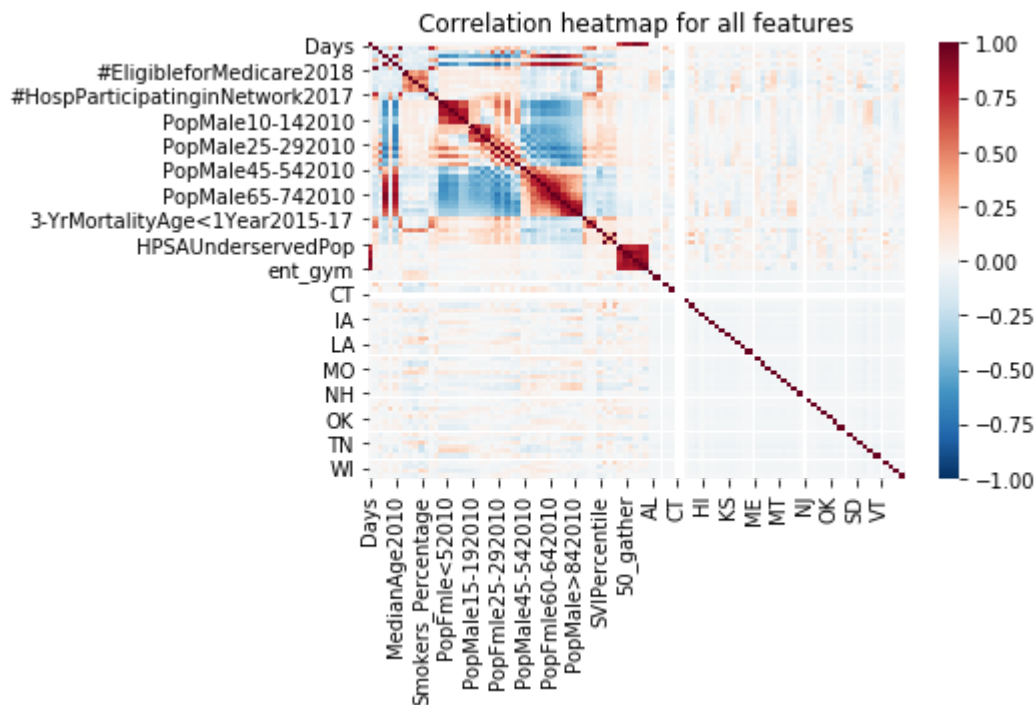 Correlation heatmap for all features
Days
#EligibleforMedicare2018
#HospParticipatinginNetwork2017
PopMale10-142010
PopMale25-292010
PopMale45-542010
PopMale65-742010
3-YrMortalityAge<1Year2015-17
HPSAUnderservedPop
ent_gym
CT
IA
LA
MO
NH
OK
TN
WI
Days
MedianAge2010
Smokers_Percentage
PopFmle<52010
PopMale15-192010
PopFmle25-292010
PopMale45-542010
PopFmle60-642010
PopMale>842010
SVIPercentile
50_gather
AL
CT
HI
KS
ME
MT
NJ
OK
SD
VT
1.00
0.75
0.50
0.25
0.00
−0.25
−0.50
−0.75
−1.00